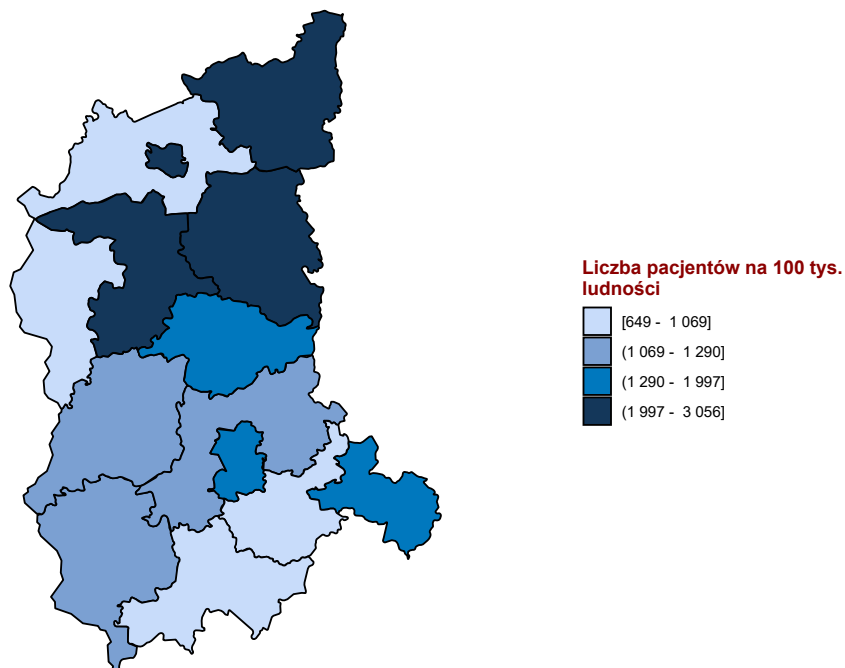 Liczba pacjentów na 100 tys.
ludności
[649 - 1 069]
(1 069 - 1 290]
(1 290 - 1 997]
(1 997 - 3 056]